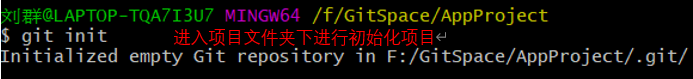 刘群@LAPTOP-TQA7I3U7 MINGW64 /f/GitSpace/AppProject
$ git init 进入项目文件夹下进行初始化项目↵
Initialized empty Git repository in F:/GitSpace/AppProject/.git/